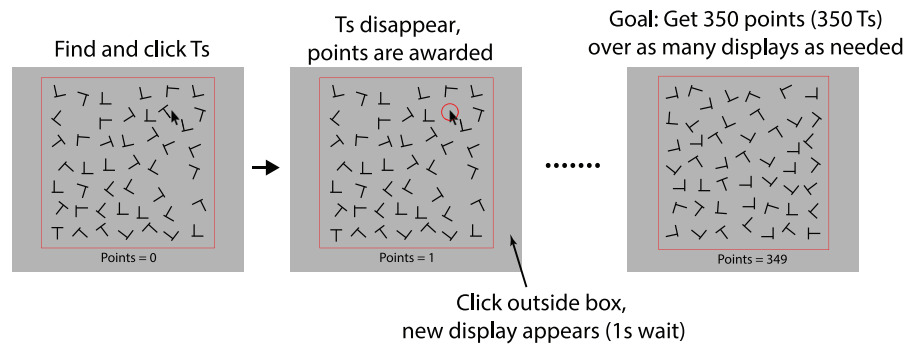 Find and click Ts
Ts disappear,
points are awarded
Goal: Get 350 points (350 Ts)
over as many displays as needed
Points = 0
Points = 1
Points = 349
Click outside box,
new display appears (1s wait)